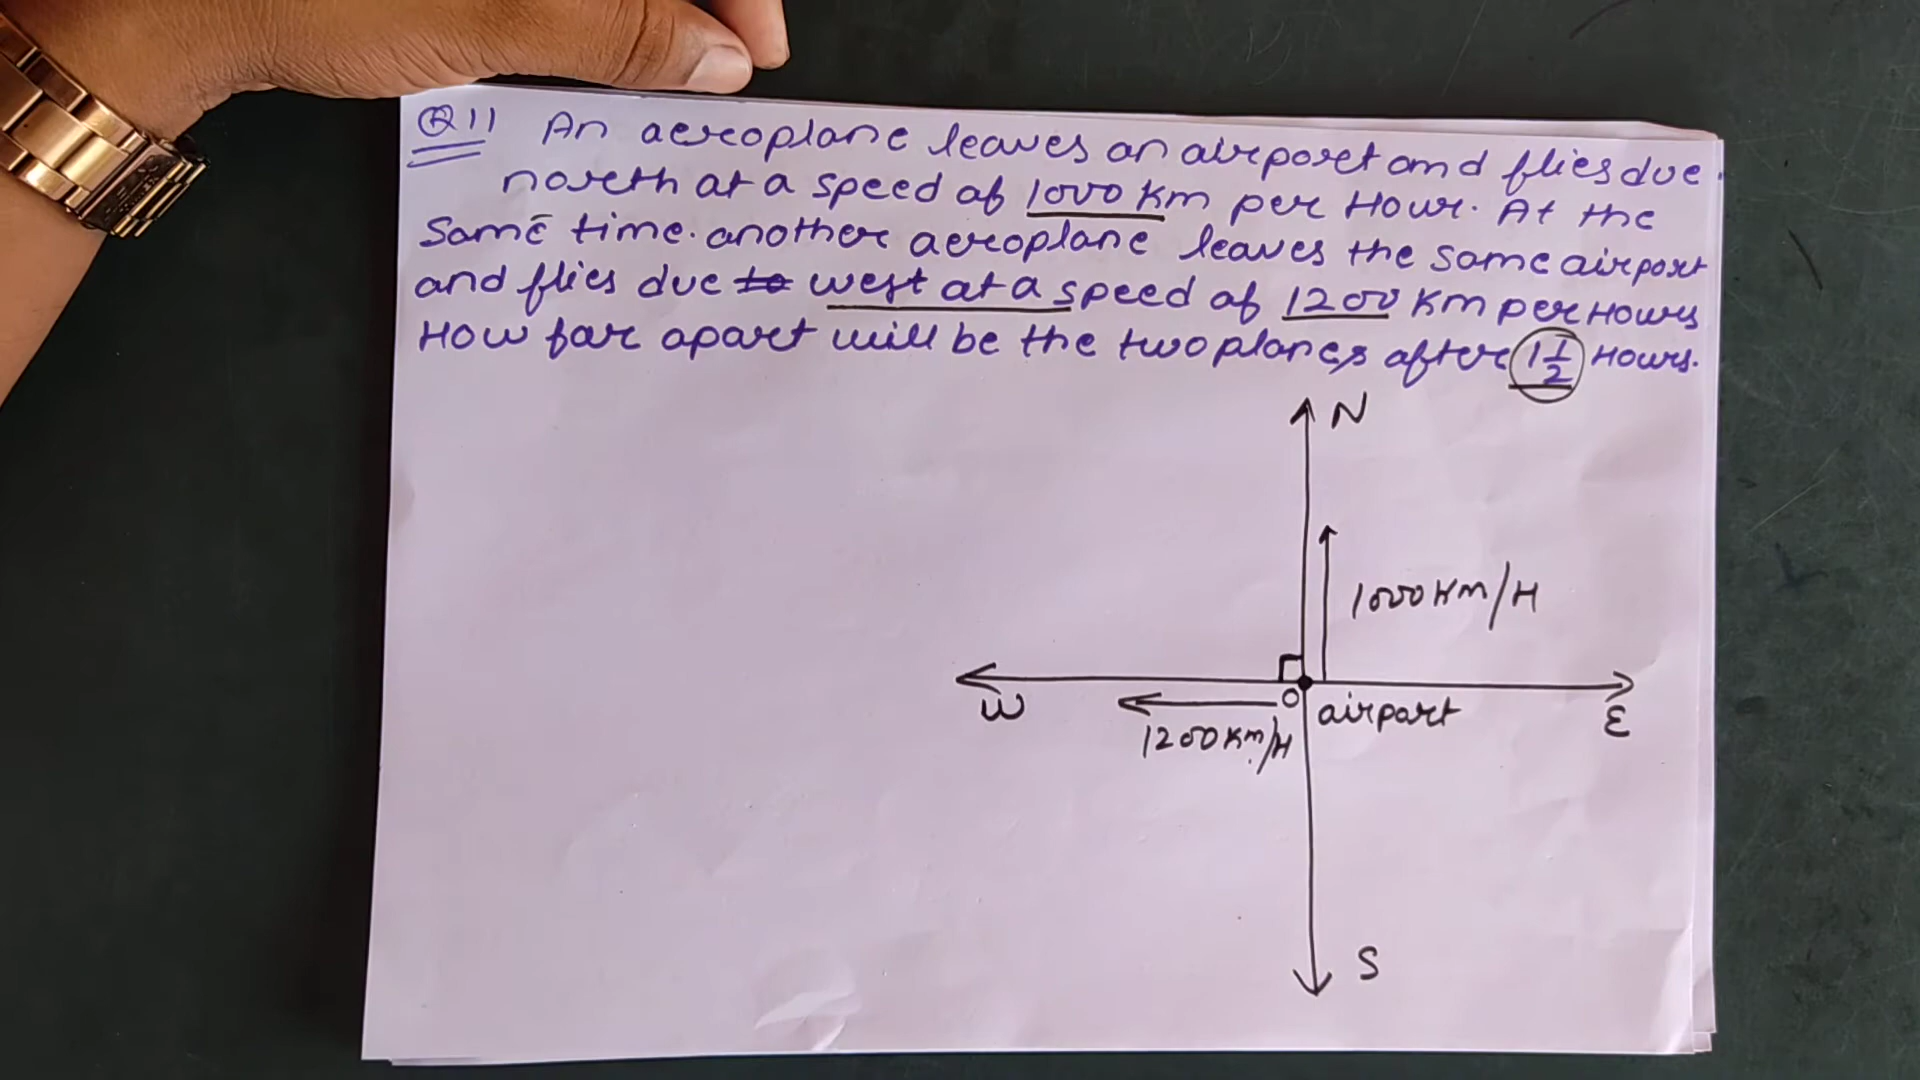 Q11 An aeroplane leaves an airport and flies due
north at a speed of 1000 Km per Hour. At the
same time. another aeroplane leaves the same airport
and flies due to west at a speed of 1200 Km per Hours
How far apart will be the two planes after 1 1/2 Hours.
N
1000 Km/H
W
O airport
E
1200 Km/H
S